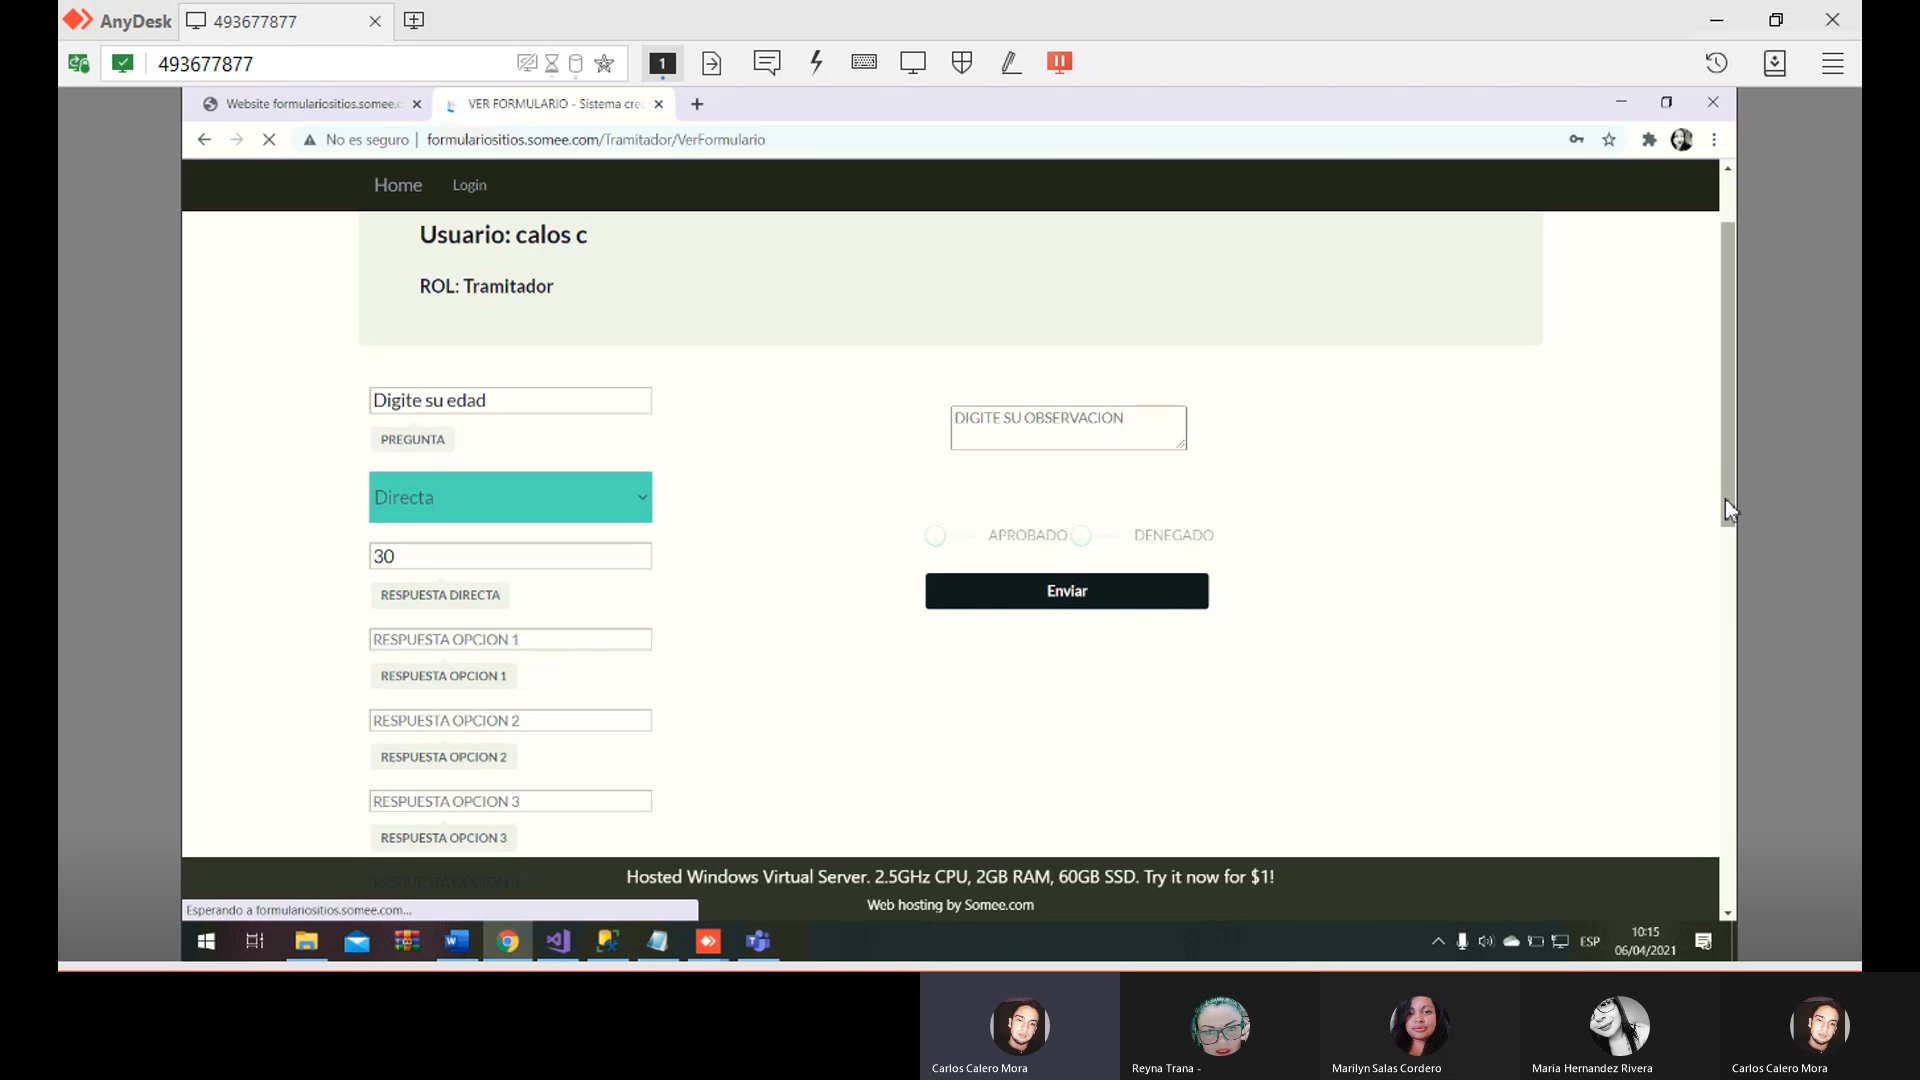 AnyDesk
493677877
493677877
1
Website formulariositios.somee.c
VER FORMULARIO - Sistema crea
No es seguro
formulariositios.somee.com/Tramitador/VerFormulario
Home
Login
Usuario: calos c
ROL: Tramitador
Digite su edad
PREGUNTA
Directa
30
RESPUESTA DIRECTA
RESPUESTA OPCION 1
RESPUESTA OPCION 1
RESPUESTA OPCION 2
RESPUESTA OPCION 2
RESPUESTA OPCION 3
RESPUESTA OPCION 3
DIGITE SU OBSERVACION
APROBADO
DENEGADO
Enviar
Hosted Windows Virtual Server. 2.5GHz CPU, 2GB RAM, 60GB SSD. Try it now for $1!
Web hosting by Somee.com
Esperando a formulariositios.somee.com...
ESP
10:15
06/04/2021
Carlos Calero Mora
Reyna Trana -
Marilyn Salas Cordero
Maria Hernandez Rivera
Carlos Calero Mora